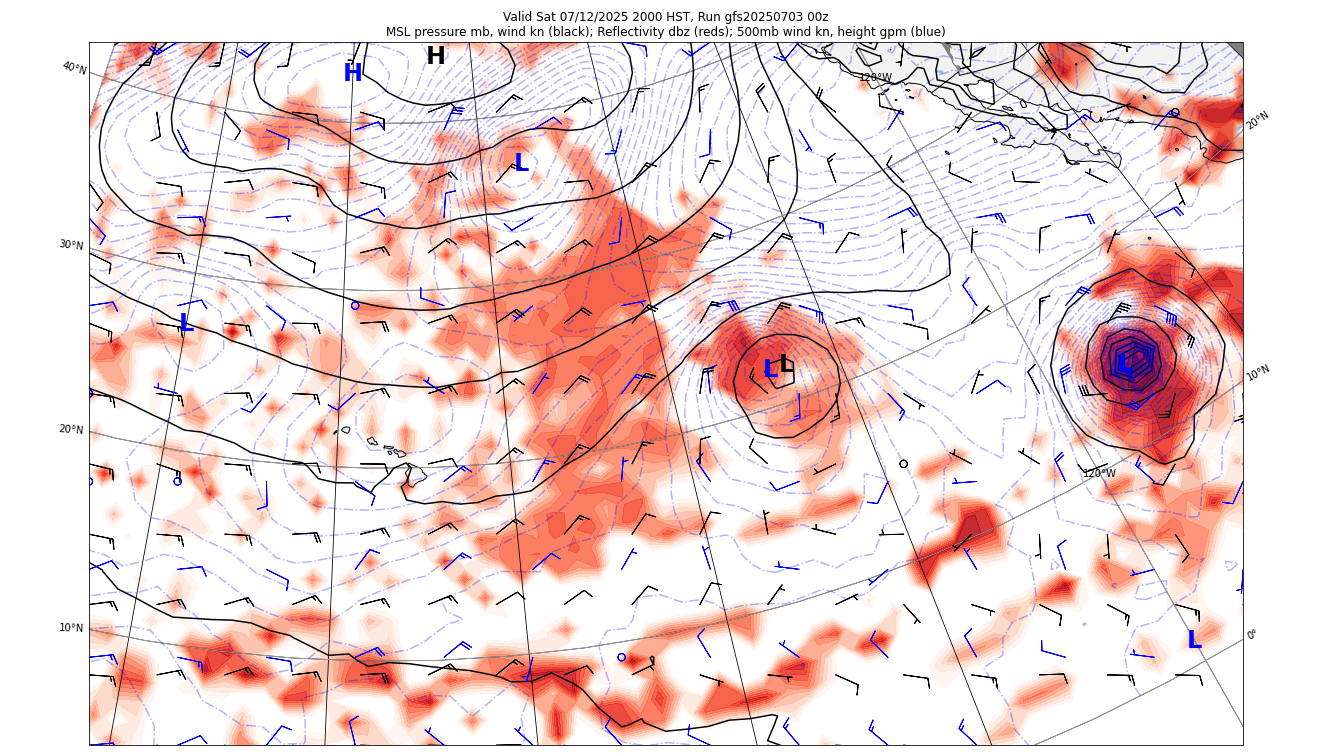 Valid Sat 07/12/2025 2000 HST, Run gfs20250703 00z
MSL pressure mb, wind kn (black); Reflectivity dbz (reds); 500mb wind kn, height gpm (blue)
H
H
40°N
120°W
20°N
L
30°N
L
L
L
L
10°N
20°N
120°W
10°N
L
0°